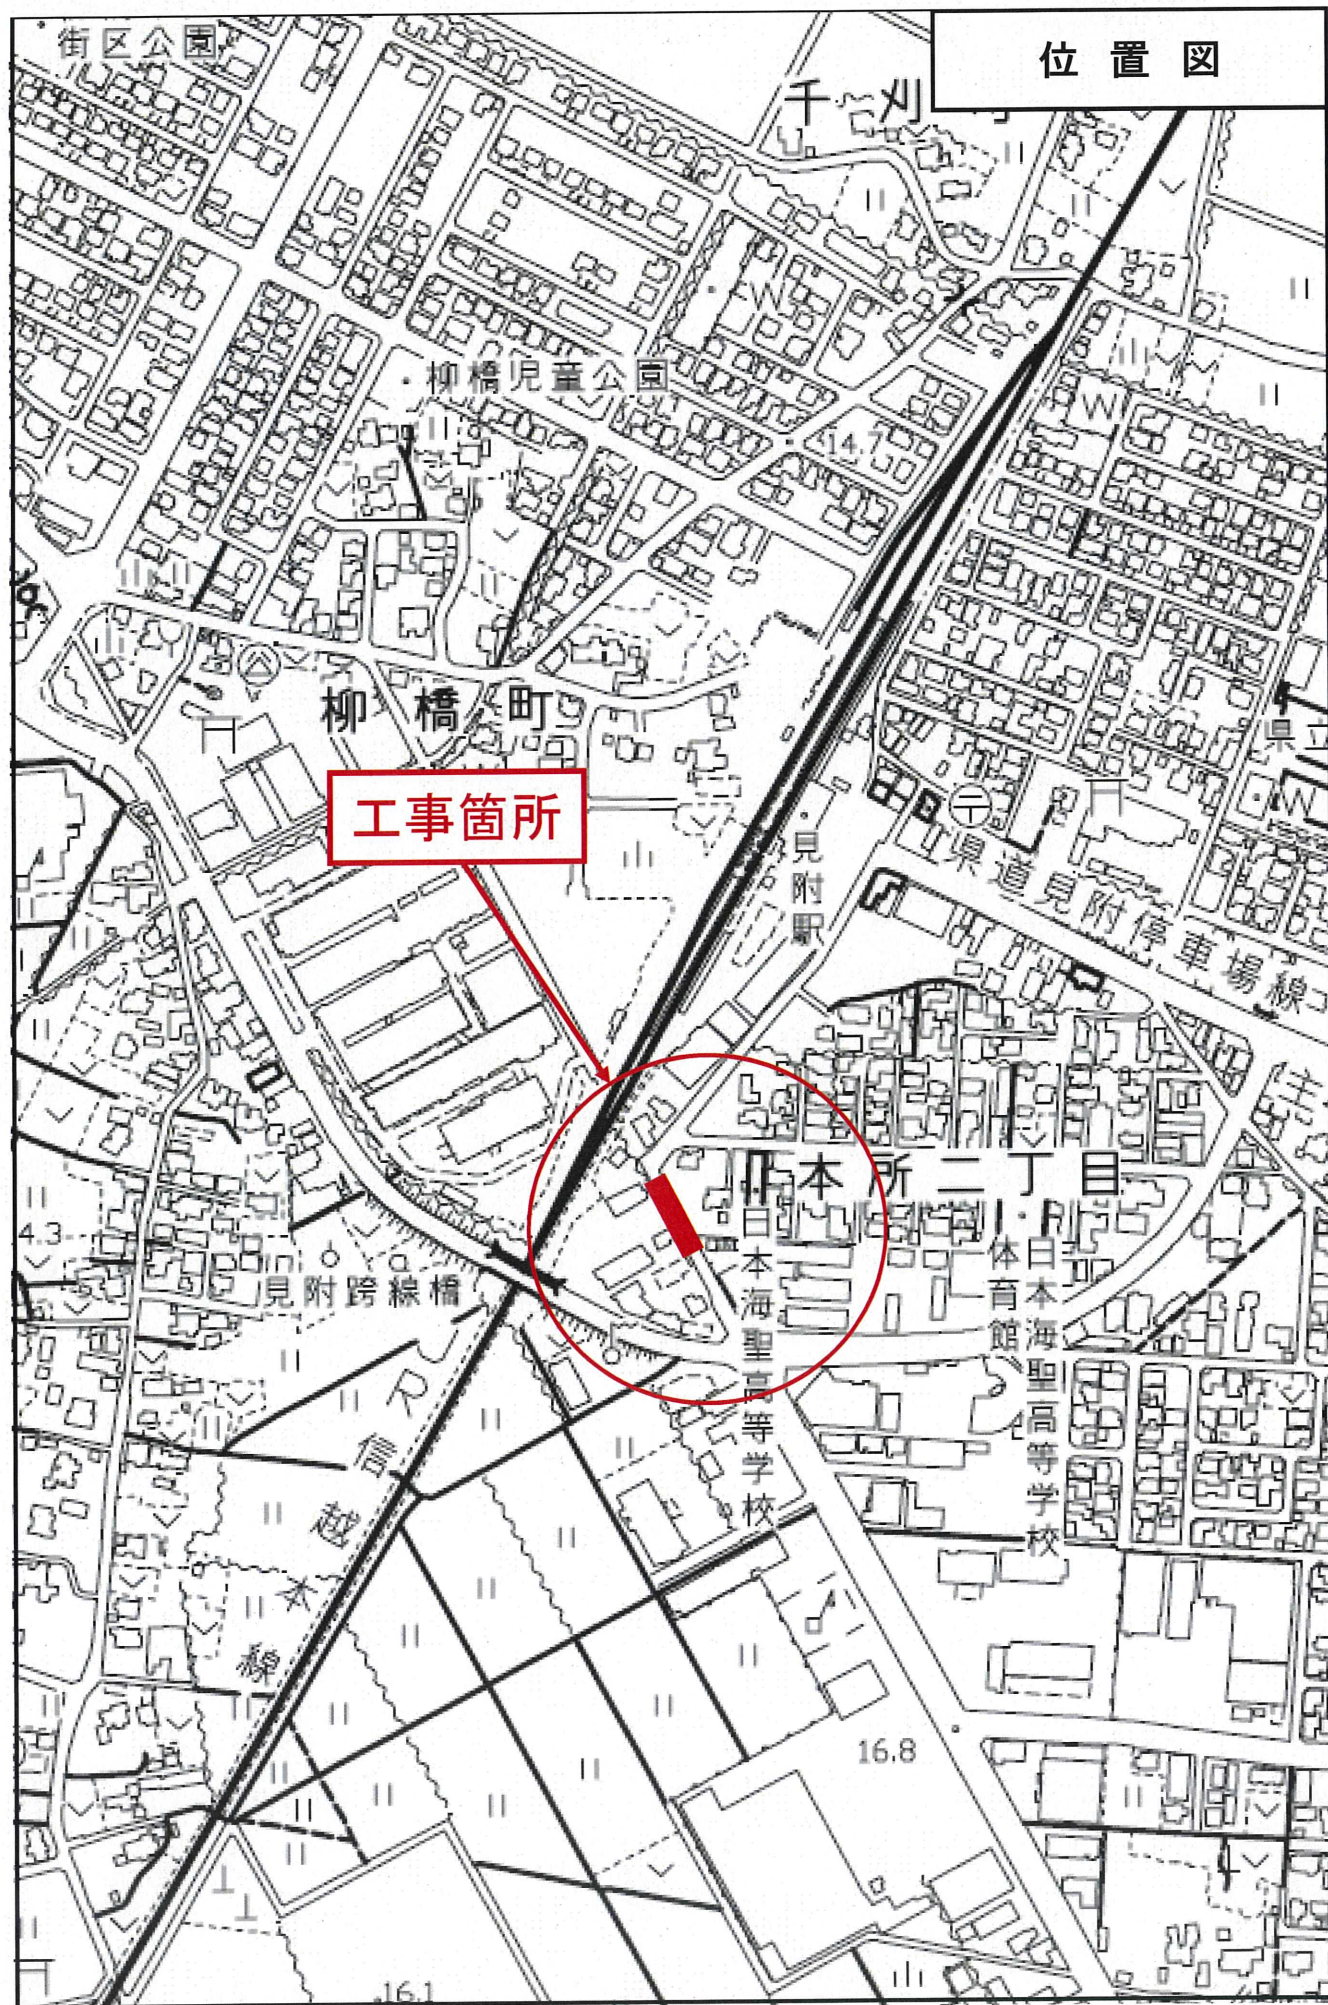 位置図
街区公園
千刈
柳橋児童公園
14.7
柳橋町
県立
工事箇所
見附駅
県道見附停車場線
主
本所二丁目
4.3
見附跨線橋
日本海聖高等学校
日本海聖高等学校
体育館
JR信越本線
16.8
16.1